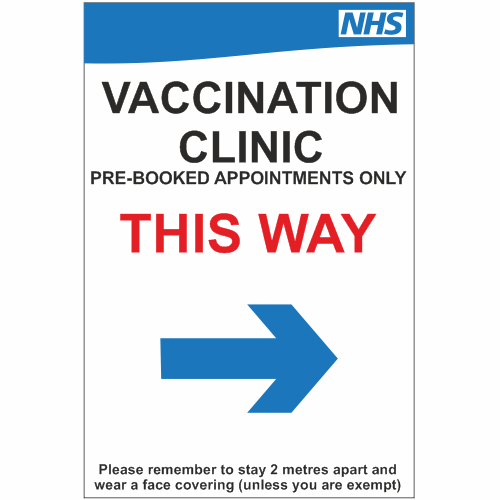 NHS
VACCINATION
CLINIC
PRE-BOOKED APPOINTMENTS ONLY
THIS WAY
Please remember to stay 2 metres apart and
wear a face covering (unless you are exempt)